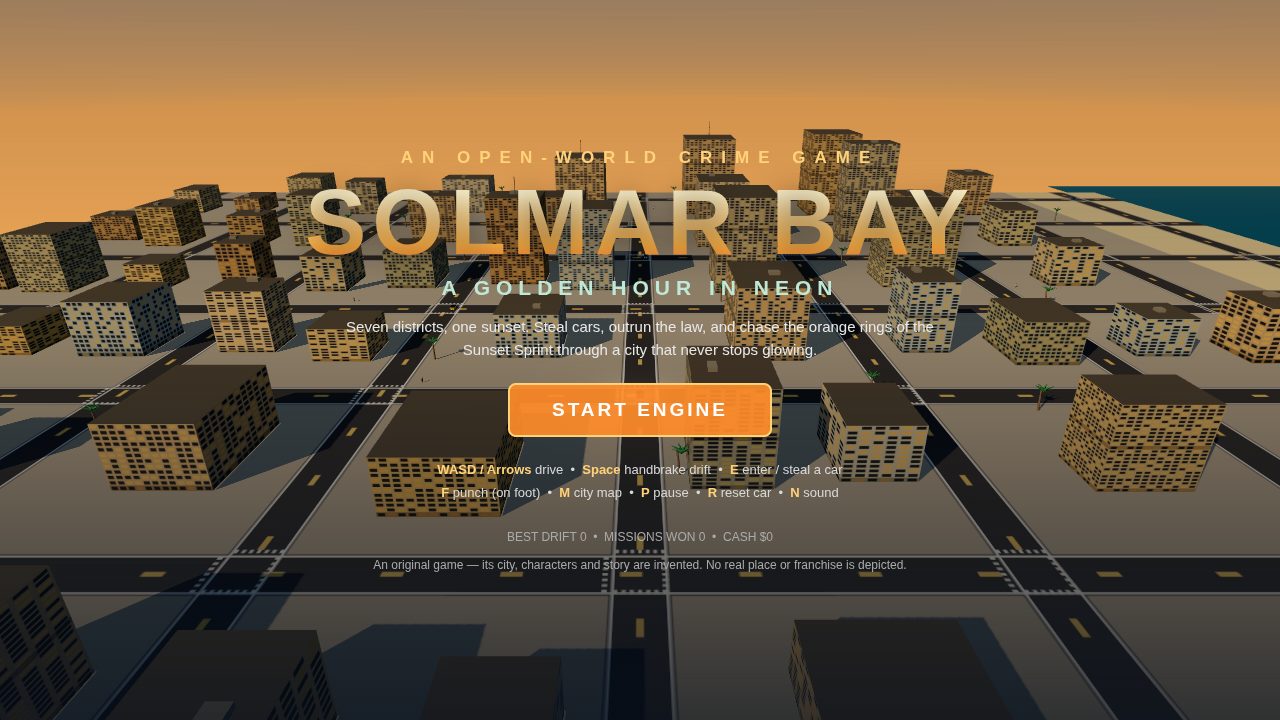 AN OPEN-WORLD CRIME GAME
SOLMAR BAY
A GOLDEN HOUR IN NEON
Seven districts, one sunset. Steal cars, outrun the law, and chase the orange rings of the
Sunset Sprint through a city that never stops glowing.
START ENGINE
WASD / Arrows drive • Space handbrake drift • E enter / steal a car
F punch (on foot) • M city map • P pause • R reset car • N sound
BEST DRIFT 0 • MISSIONS WON 0 • CASH $0
An original game — its city, characters and story are invented. No real place or franchise is depicted.